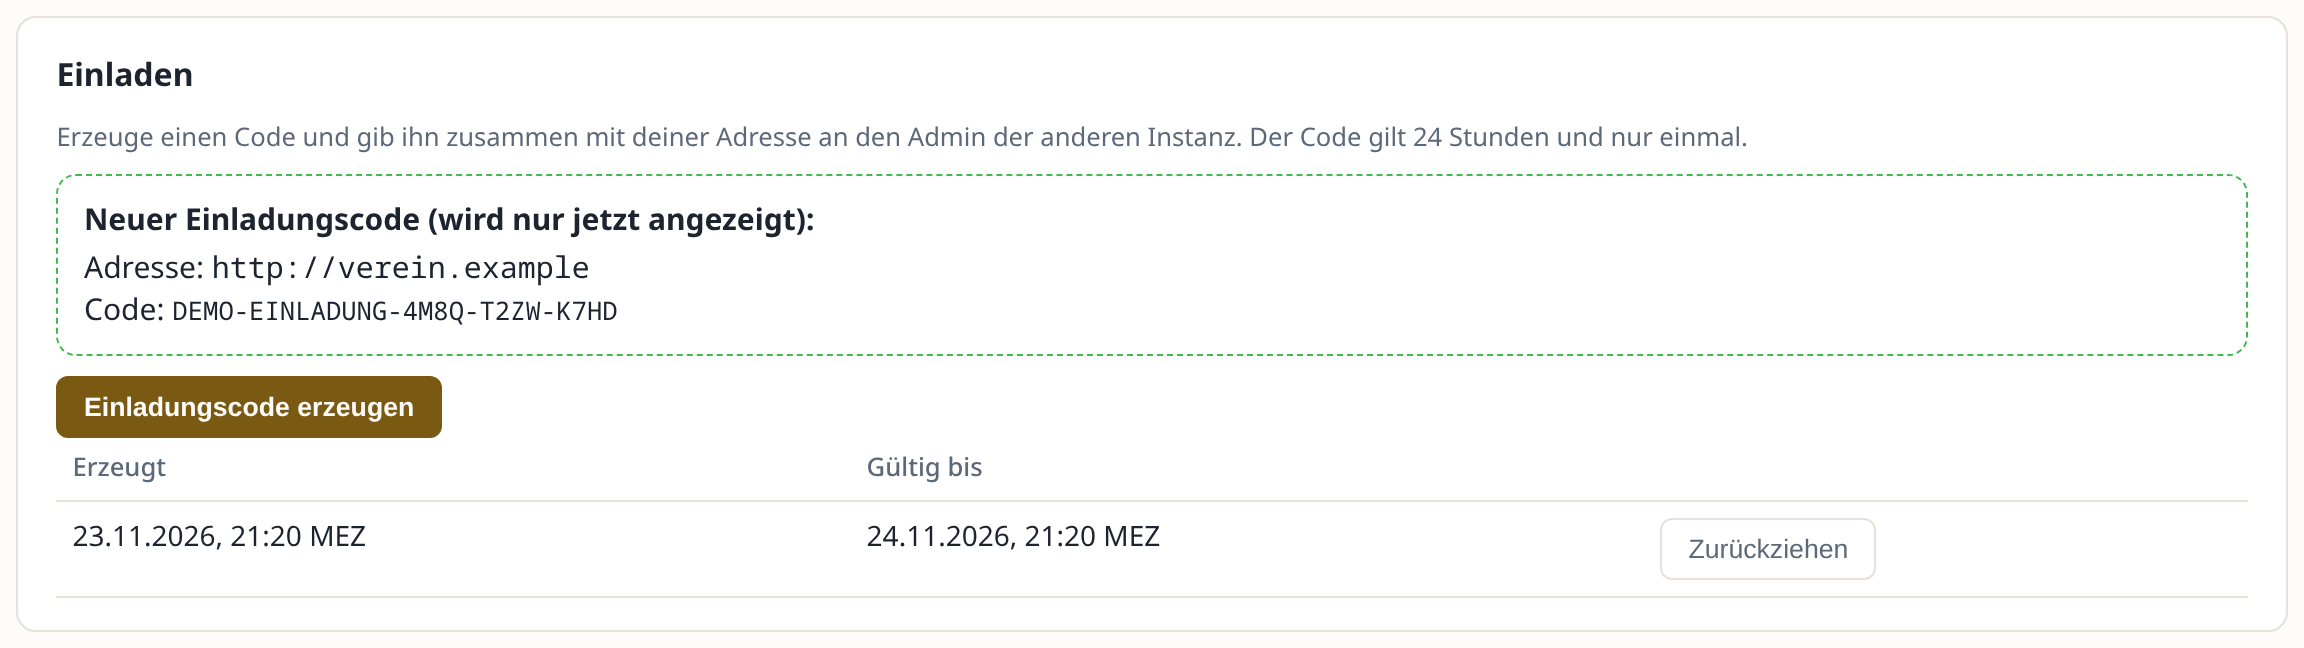 Einladen
Erzeuge einen Code und gib ihn zusammen mit deiner Adresse an den Admin der anderen Instanz. Der Code gilt 24 Stunden und nur einmal.
Neuer Einladungscode (wird nur jetzt angezeigt):
Adresse: http://verein.example
Code: DEMO-EINLADUNG-4M8Q-T2ZW-K7HD
Einladungscode erzeugen
Erzeugt Gültig bis
23.11.2026, 21:20 MEZ 24.11.2026, 21:20 MEZ Zurückziehen